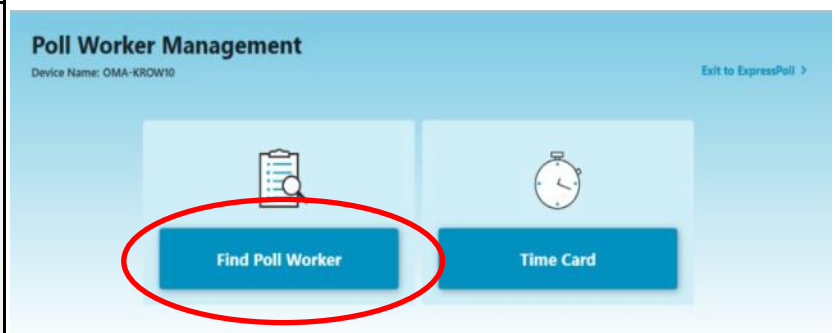 Poll Worker Management
Device Name: OMA-KROW10
Exit to ExpressPoll >
Find Poll Worker
Time Card